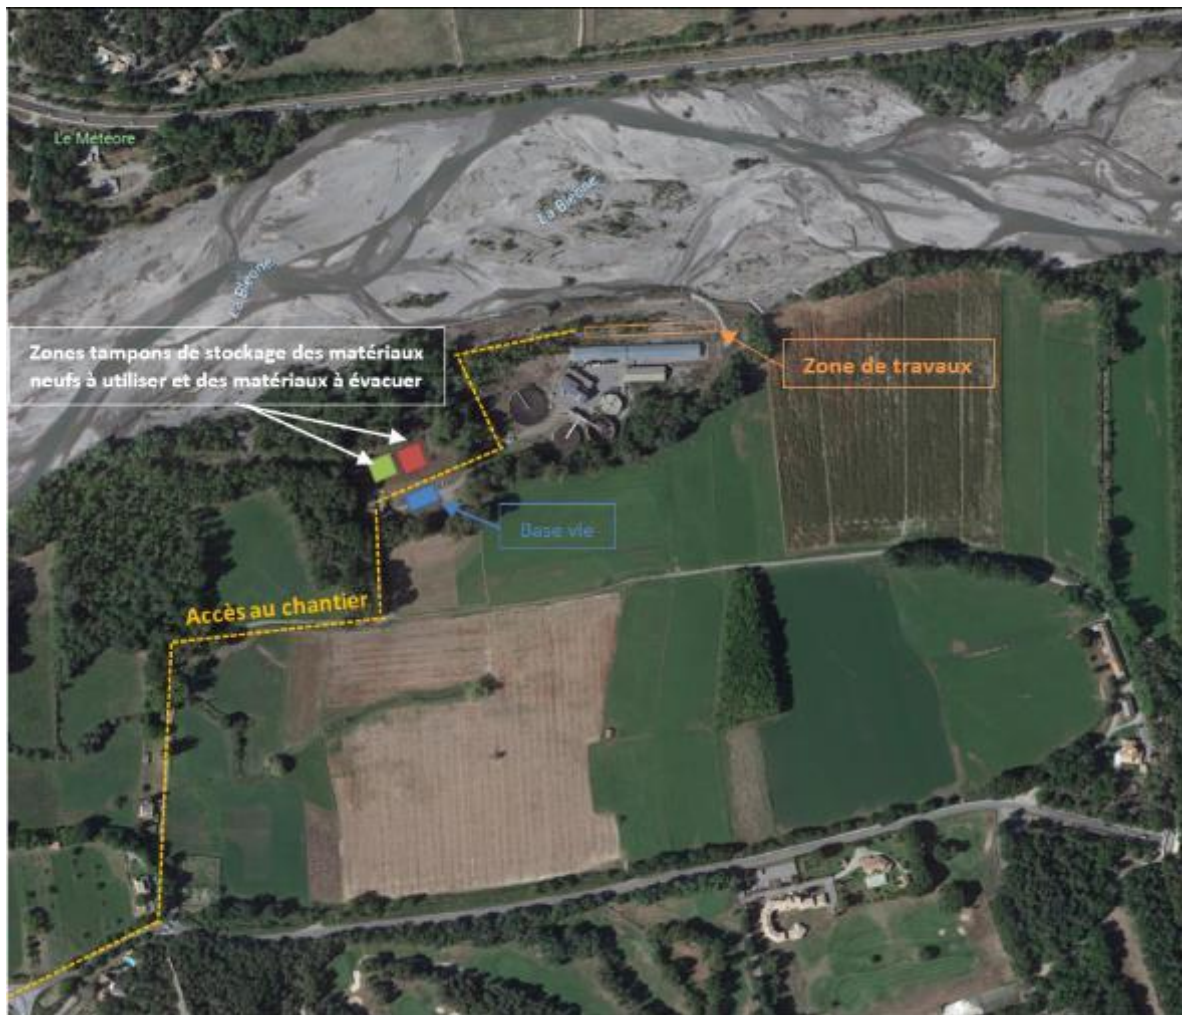 Le Météore
La Bléone
La Bléone
Zones tampons de stockage des matériaux
neufs à utiliser et des matériaux à évacuer
Zone de travaux
Base vie
Accès au chantier